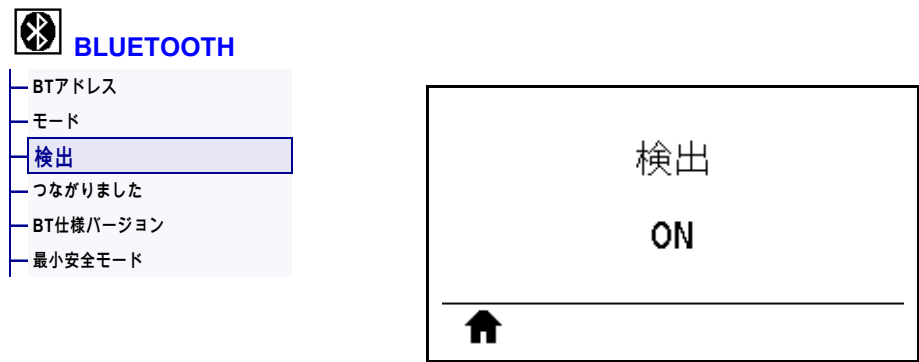 BLUETOOTH
BTアドレス
モード
検出
つながりました
BT仕様バージョン
最小安全モード
検出
ON